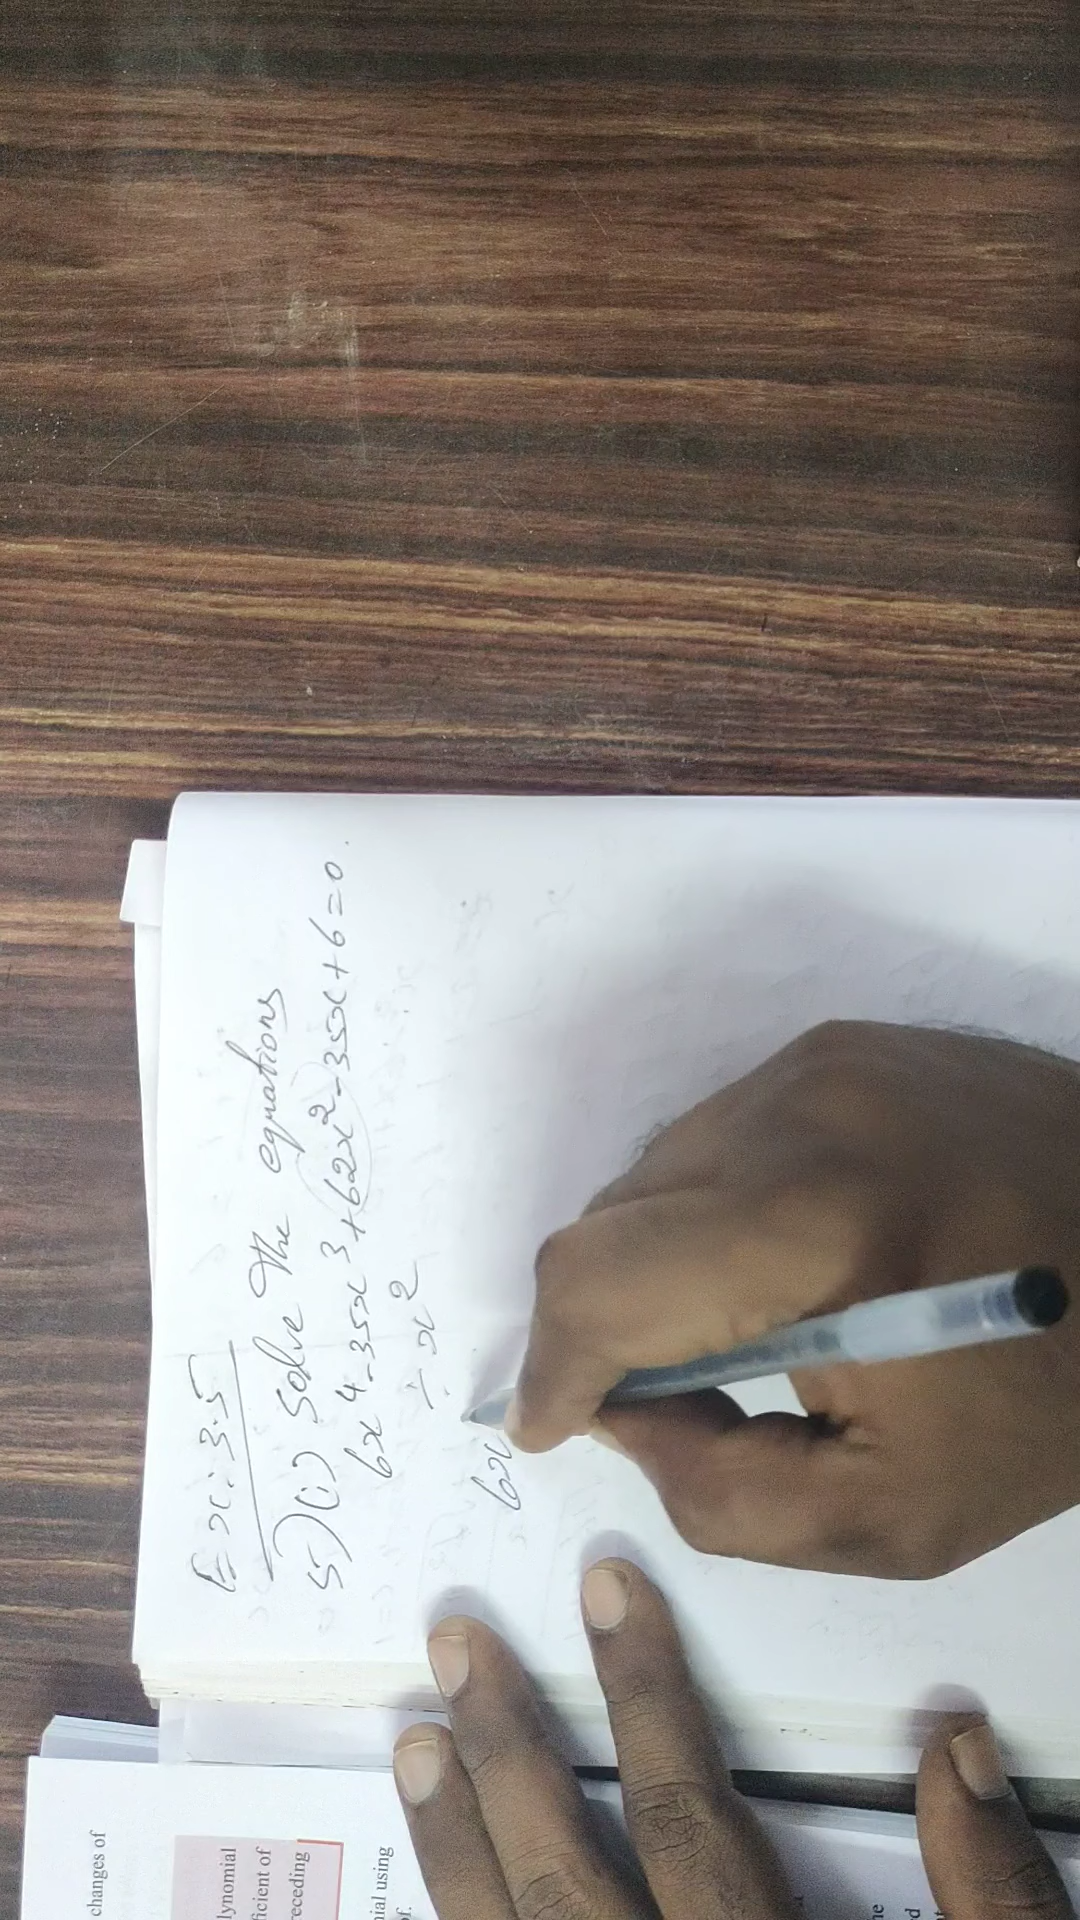 Ex: 3.5
5) (i) Solve the equations
6x⁴-35x³+62x²-35x+6=0.
÷x²
6x
changes of
lynomial
ficient of
receding
ial using
of.